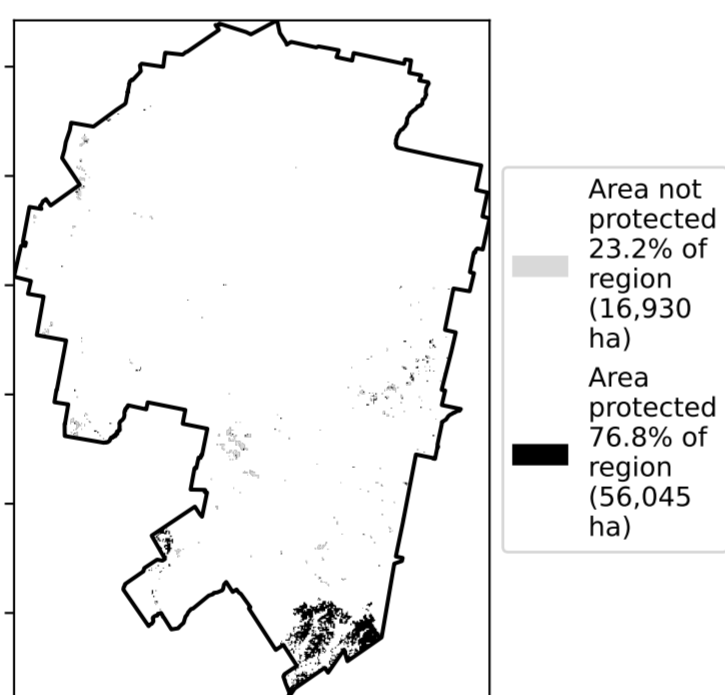 Area not
protected
23.2% of
region
(16,930
ha)
Area
protected
76.8% of
region
(56,045
ha)